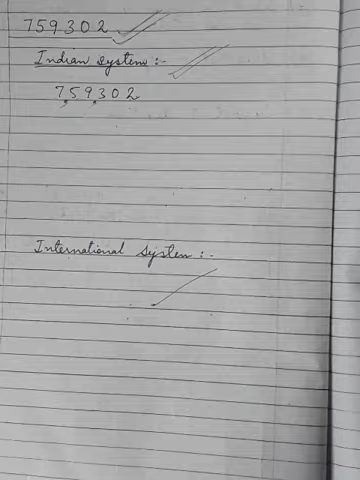 759302
Indian System :-
7,59,302
International System :-